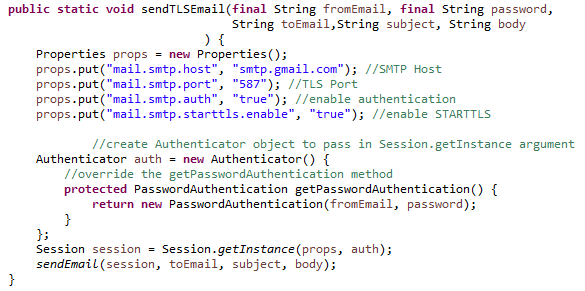 public static void sendTLSEmail(final String fromEmail, final String password,
                                String toEmail,String subject, String body
                            ) {
    Properties props = new Properties();
    props.put("mail.smtp.host", "smtp.gmail.com"); //SMTP Host
    props.put("mail.smtp.port", "587"); //TLS Port
    props.put("mail.smtp.auth", "true"); //enable authentication
    props.put("mail.smtp.starttls.enable", "true"); //enable STARTTLS
            //create Authenticator object to pass in Session.getInstance argument
    Authenticator auth = new Authenticator() {
        //override the getPasswordAuthentication method
        protected PasswordAuthentication getPasswordAuthentication() {
            return new PasswordAuthentication(fromEmail, password);
        }
    };
    Session session = Session.getInstance(props, auth);
    sendEmail(session, toEmail, subject, body);
}